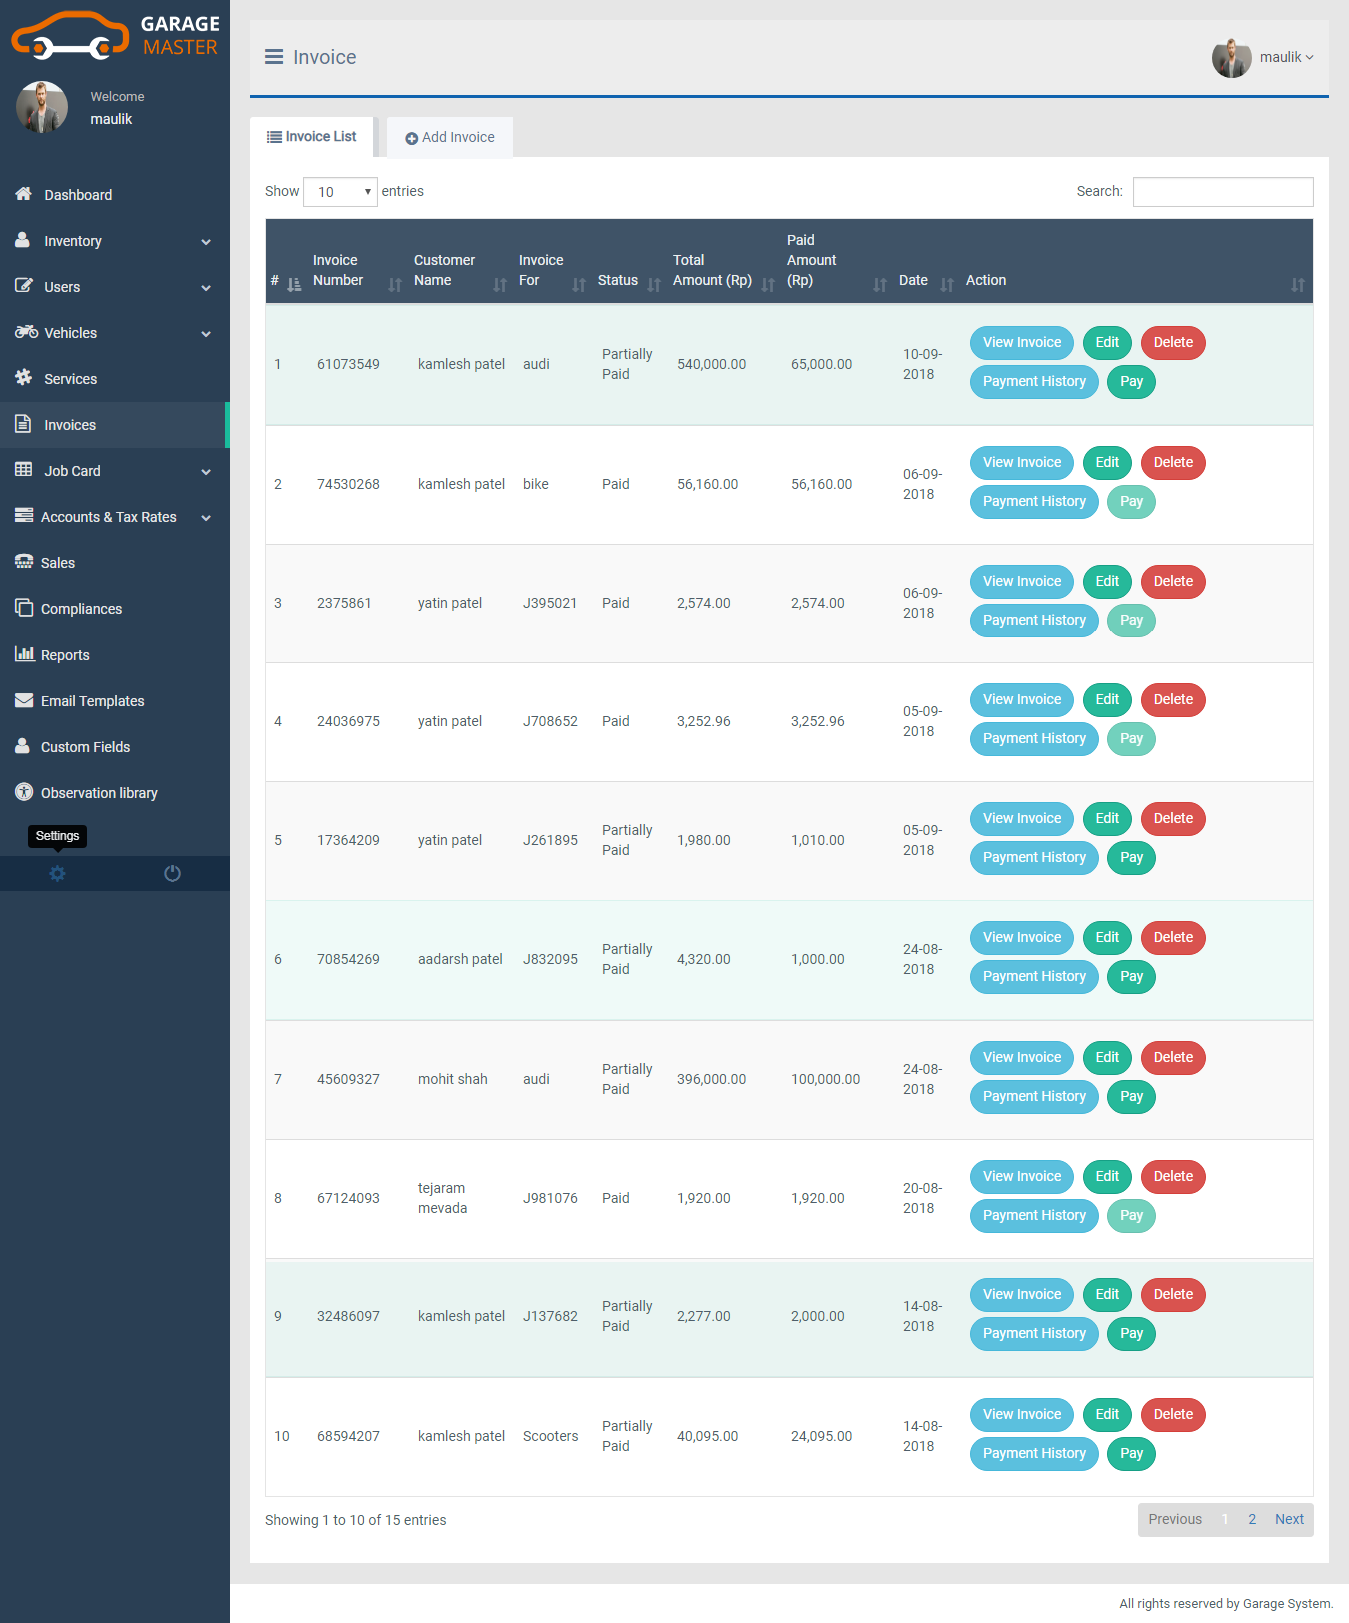 GARAGE
MASTER
Welcome
maulik
Dashboard
Inventory
Users
Vehicles
Services
Invoices
Job Card
Accounts & Tax Rates
Sales
Compliances
Reports
Email Templates
Custom Fields
Observation library
Settings
Invoice
maulik
Invoice List
Add Invoice
Show 10 entries
Search:
# Invoice Number Customer Name Invoice For Status Total Amount (Rp) Paid Amount (Rp) Date Action
1 61073549 kamlesh patel audi Partially Paid 540,000.00 65,000.00 10-09-2018 View Invoice Edit Delete
Payment History Pay
2 74530268 kamlesh patel bike Paid 56,160.00 56,160.00 06-09-2018 View Invoice Edit Delete
Payment History Pay
3 2375861 yatin patel J395021 Paid 2,574.00 2,574.00 06-09-2018 View Invoice Edit Delete
Payment History Pay
4 24036975 yatin patel J708652 Paid 3,252.96 3,252.96 05-09-2018 View Invoice Edit Delete
Payment History Pay
5 17364209 yatin patel J261895 Partially Paid 1,980.00 1,010.00 05-09-2018 View Invoice Edit Delete
Payment History Pay
6 70854269 aadarsh patel J832095 Partially Paid 4,320.00 1,000.00 24-08-2018 View Invoice Edit Delete
Payment History Pay
7 45609327 mohit shah audi Partially Paid 396,000.00 100,000.00 24-08-2018 View Invoice Edit Delete
Payment History Pay
8 67124093 tejaram mevada J981076 Paid 1,920.00 1,920.00 20-08-2018 View Invoice Edit Delete
Payment History Pay
9 32486097 kamlesh patel J137682 Partially Paid 2,277.00 2,000.00 14-08-2018 View Invoice Edit Delete
Payment History Pay
10 68594207 kamlesh patel Scooters Partially Paid 40,095.00 24,095.00 14-08-2018 View Invoice Edit Delete
Payment History Pay
Showing 1 to 10 of 15 entries
Previous 1 2 Next
All rights reserved by Garage System.